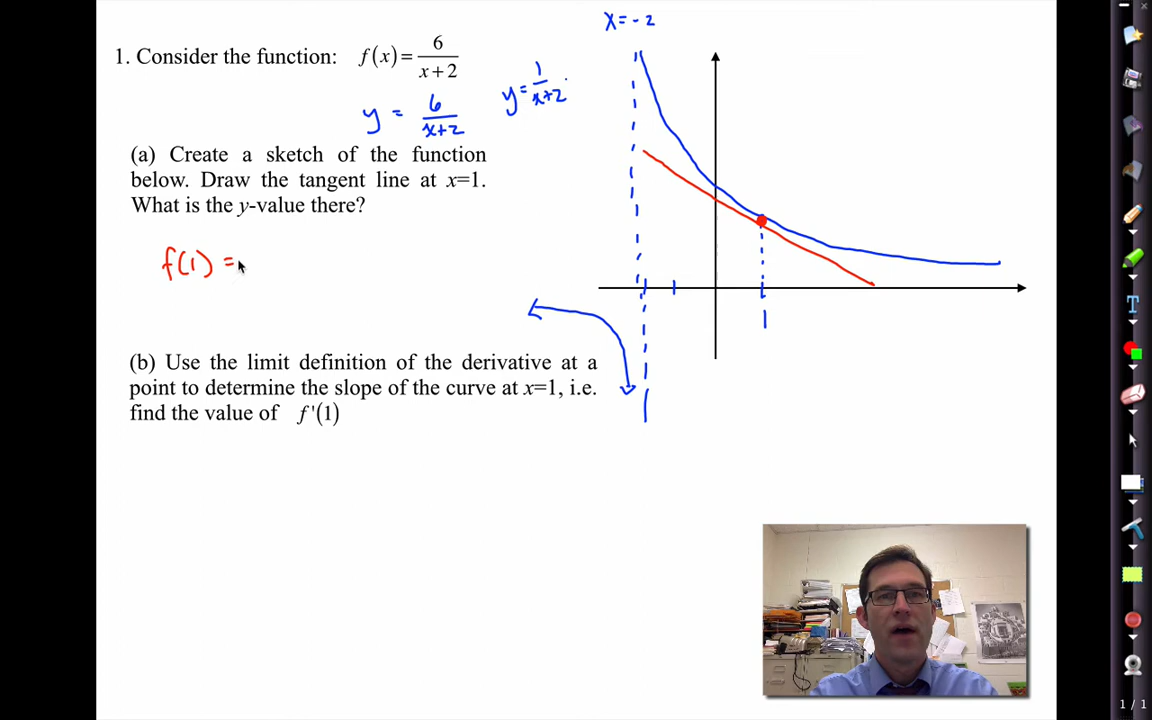 x = -2
1. Consider the function: f(x) = 6/(x+2)
y = 6/(x+2) y = 1/(x+2)
(a) Create a sketch of the function
below. Draw the tangent line at x=1.
What is the y-value there?
f(1) =
1
(b) Use the limit definition of the derivative at a
point to determine the slope of the curve at x=1, i.e.
find the value of f'(1)
T
1 / 1